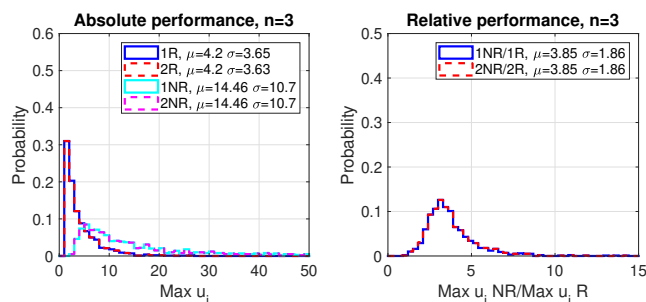 Absolute performance, n=3
0.6
0.5
0.4
0.3
0.2
0.1
0
Probability
1R, μ=4.2 σ=3.65
2R, μ=4.2 σ=3.63
1NR, μ=14.46 σ=10.7
2NR, μ=14.46 σ=10.7
0 10 20 30 40 50
Max u_i
Relative performance, n=3
0.5
0.4
0.3
0.2
0.1
0
Probability
1NR/1R, μ=3.85 σ=1.86
2NR/2R, μ=3.85 σ=1.86
0 5 10 15
Max u_i NR/Max u_i R